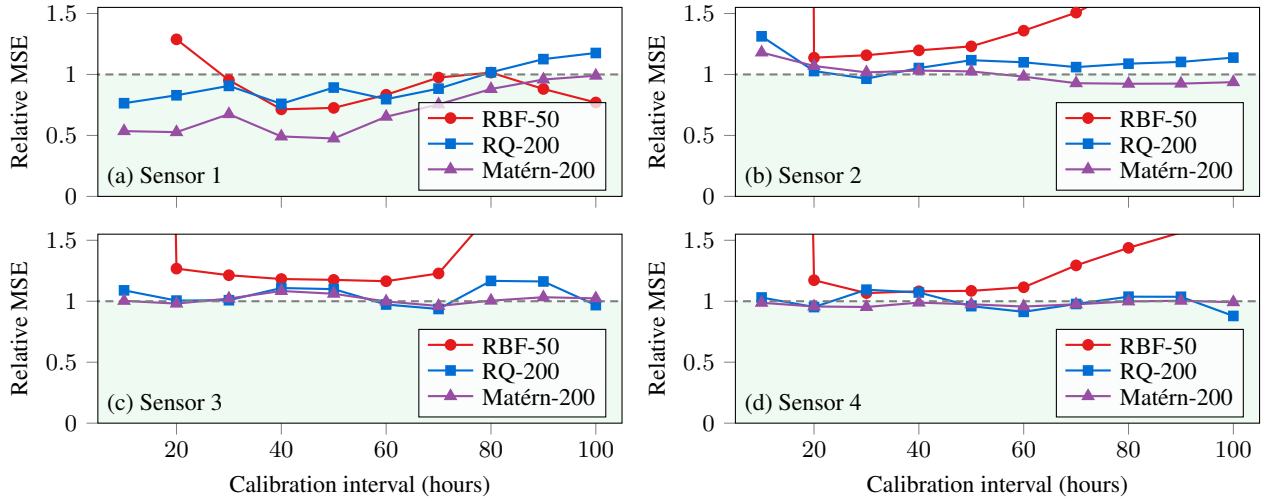 1.5
1
0.5
0
Relative MSE
(a) Sensor 1
RBF-50
RQ-200
Matérn-200
1.5
1
0.5
0
Relative MSE
(b) Sensor 2
RBF-50
RQ-200
Matérn-200
1.5
1
0.5
0
Relative MSE
(c) Sensor 3
RBF-50
RQ-200
Matérn-200
20 40 60 80 100
Calibration interval (hours)
1.5
1
0.5
0
Relative MSE
(d) Sensor 4
RBF-50
RQ-200
Matérn-200
20 40 60 80 100
Calibration interval (hours)